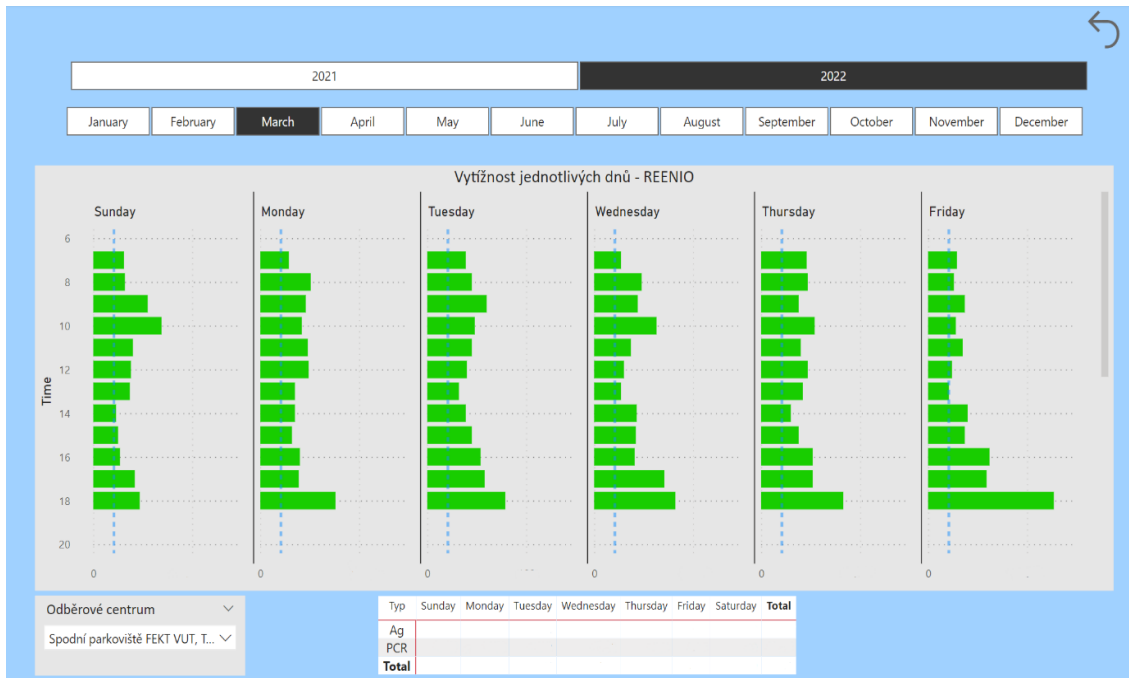 2021 2022
January February March April May June July August September October November December
Vytížnost jednotlivých dnů - REENIO
Sunday Monday Tuesday Wednesday Thursday Friday
Time
6
8
10
12
14
16
18
20
0 0 0 0 0 0
Odběrové centrum
Spodní parkoviště FEKT VUT, T...
Typ Sunday Monday Tuesday Wednesday Thursday Friday Saturday Total
Ag
PCR
Total